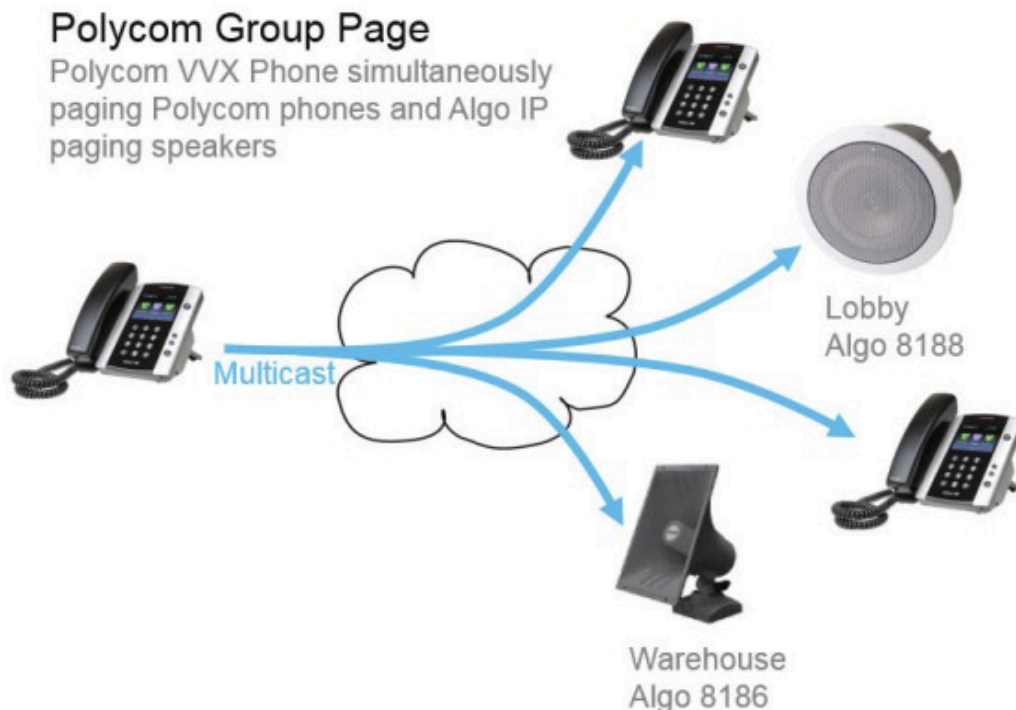 Polycom Group Page
Polycom VVX Phone simultaneously
paging Polycom phones and Algo IP
paging speakers
Multicast
Lobby
Algo 8188
Warehouse
Algo 8186